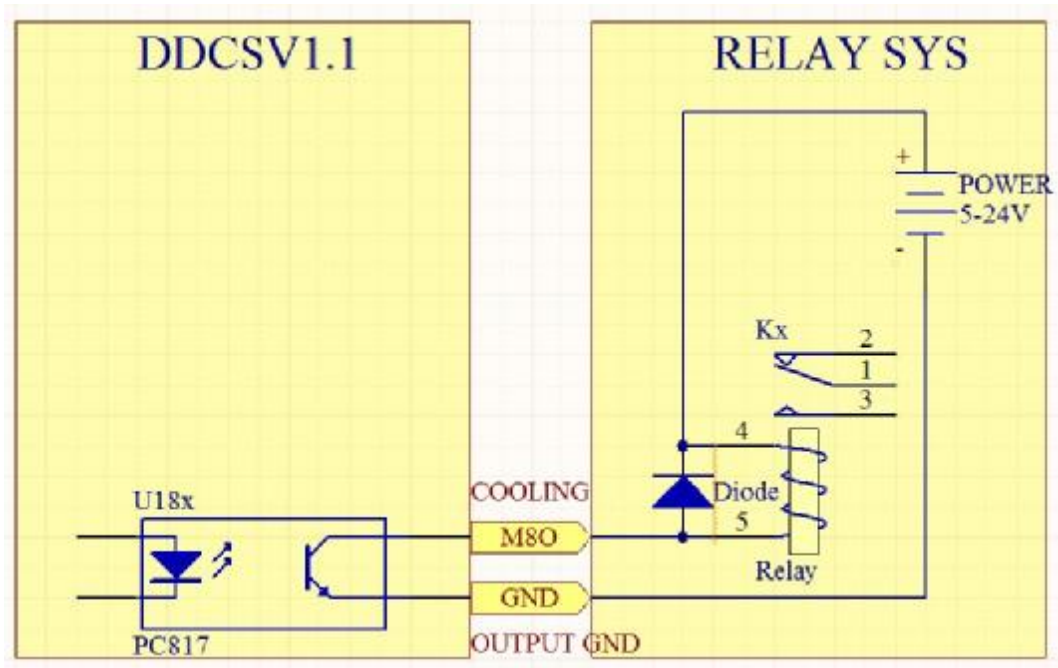 DDCSV1.1
RELAY SYS
+
POWER
5-24V
-
Kx
2
1
3
4
Diode
5
Relay
U18x
PC817
COOLING
M8O
GND
OUTPUT GND